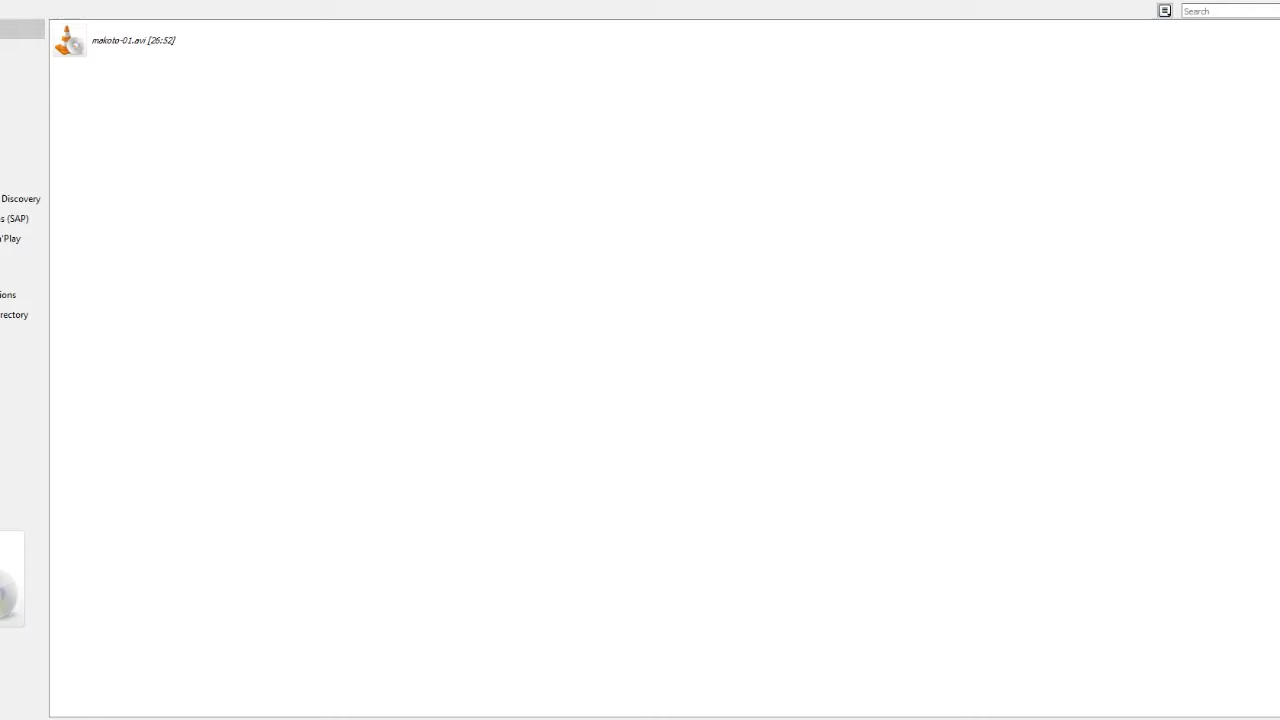 Search
makoto-01.avi [26:52]
Discovery
s (SAP)
n'Play
ions
rectory